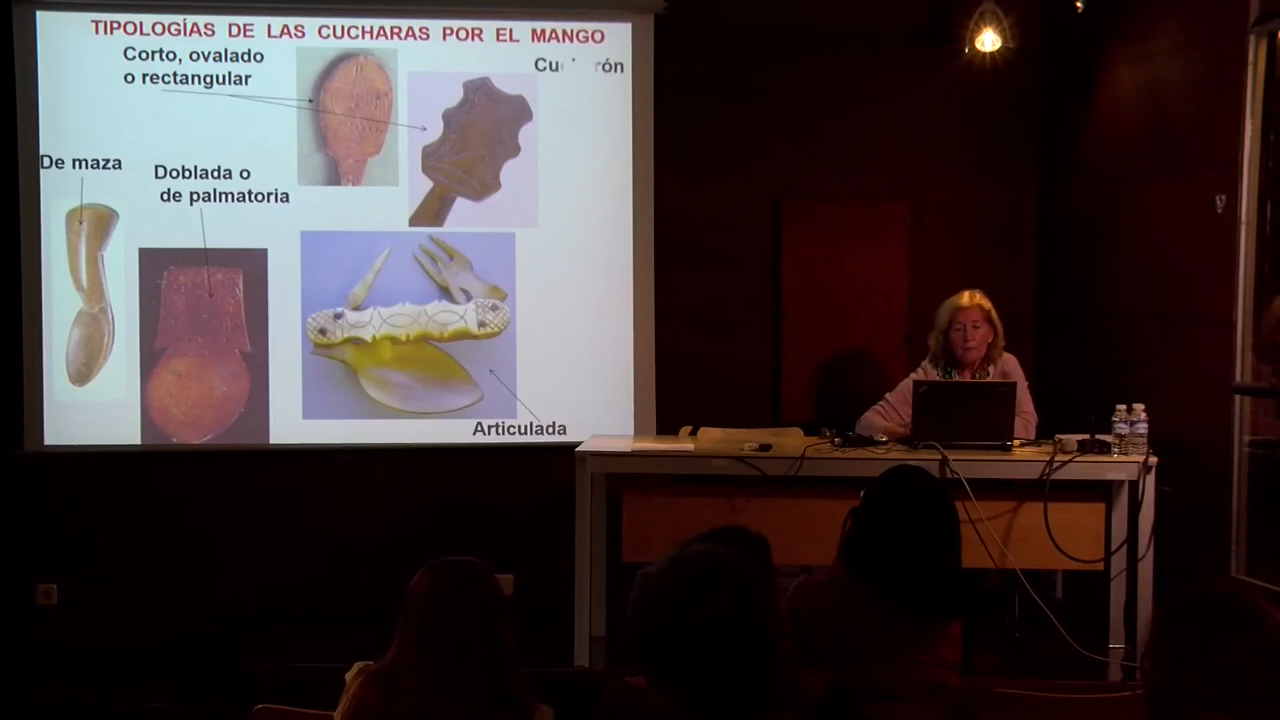 TIPOLOGÍAS DE LAS CUCHARAS POR EL MANGO
Corto, ovalado
o rectangular
De maza
Doblada o
de palmatoria
Articulada